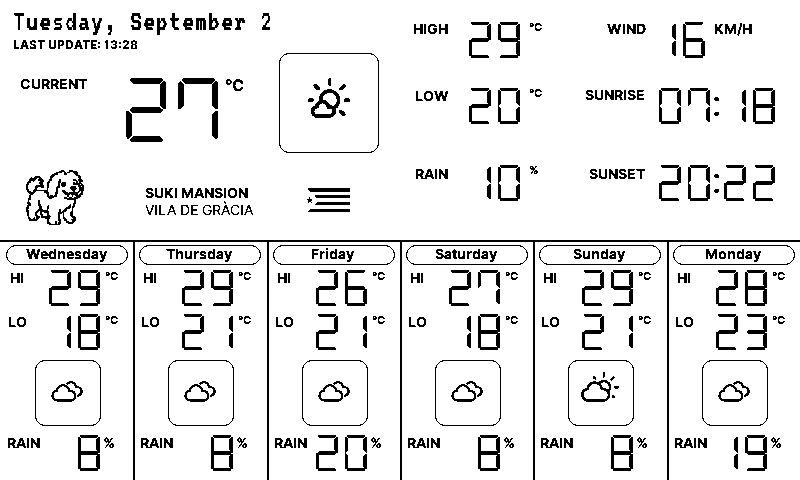 Tuesday, September 2
LAST UPDATE: 13:28
CURRENT 27 °C
HIGH 29 °C
WIND 16 KM/H
LOW 20 °C
SUNRISE 07:18
RAIN 10 %
SUNSET 20:22
SUKI MANSION
VILA DE GRÀCIA
Wednesday
HI 29 °C
LO 18 °C
RAIN 8 %
Thursday
HI 29 °C
LO 21 °C
RAIN 8 %
Friday
HI 26 °C
LO 21 °C
RAIN 20 %
Saturday
HI 27 °C
LO 18 °C
RAIN 8 %
Sunday
HI 29 °C
LO 21 °C
RAIN 8 %
Monday
HI 28 °C
LO 23 °C
RAIN 19 %